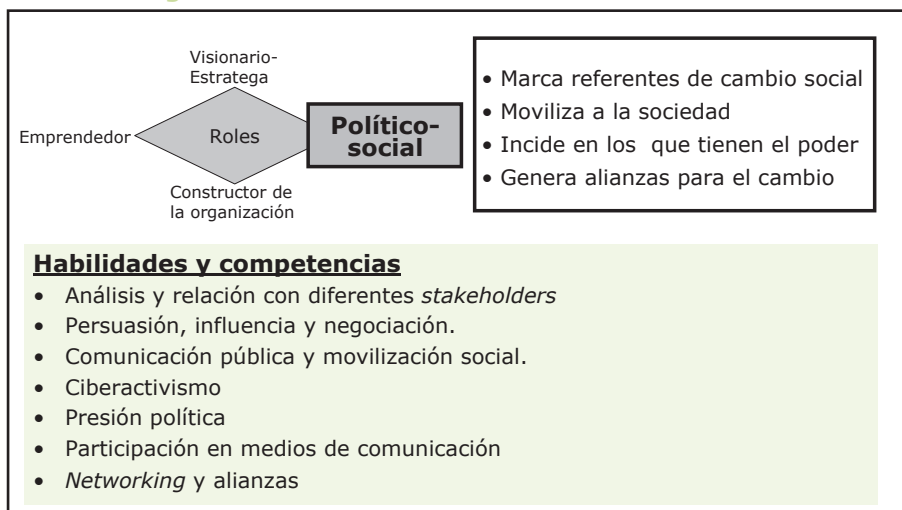 Visionario-
Estratega
Emprendedor
Roles
Político-
social
Constructor de
la organización
• Marca referentes de cambio social
• Moviliza a la sociedad
• Incide en los que tienen el poder
• Genera alianzas para el cambio
Habilidades y competencias
• Análisis y relación con diferentes stakeholders
• Persuasión, influencia y negociación.
• Comunicación pública y movilización social.
• Ciberactivismo
• Presión política
• Participación en medios de comunicación
• Networking y alianzas